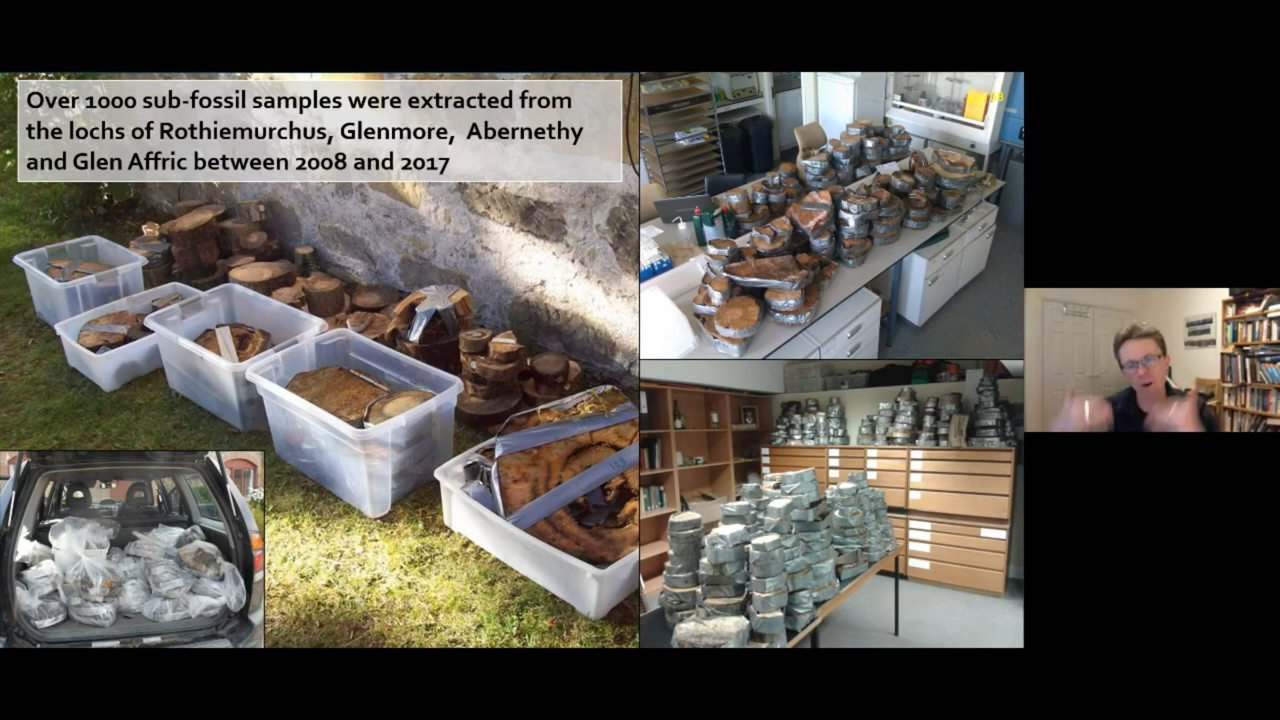 Over 1000 sub-fossil samples were extracted from
the lochs of Rothiemurchus, Glenmore, Abernethy
and Glen Affric between 2008 and 2017